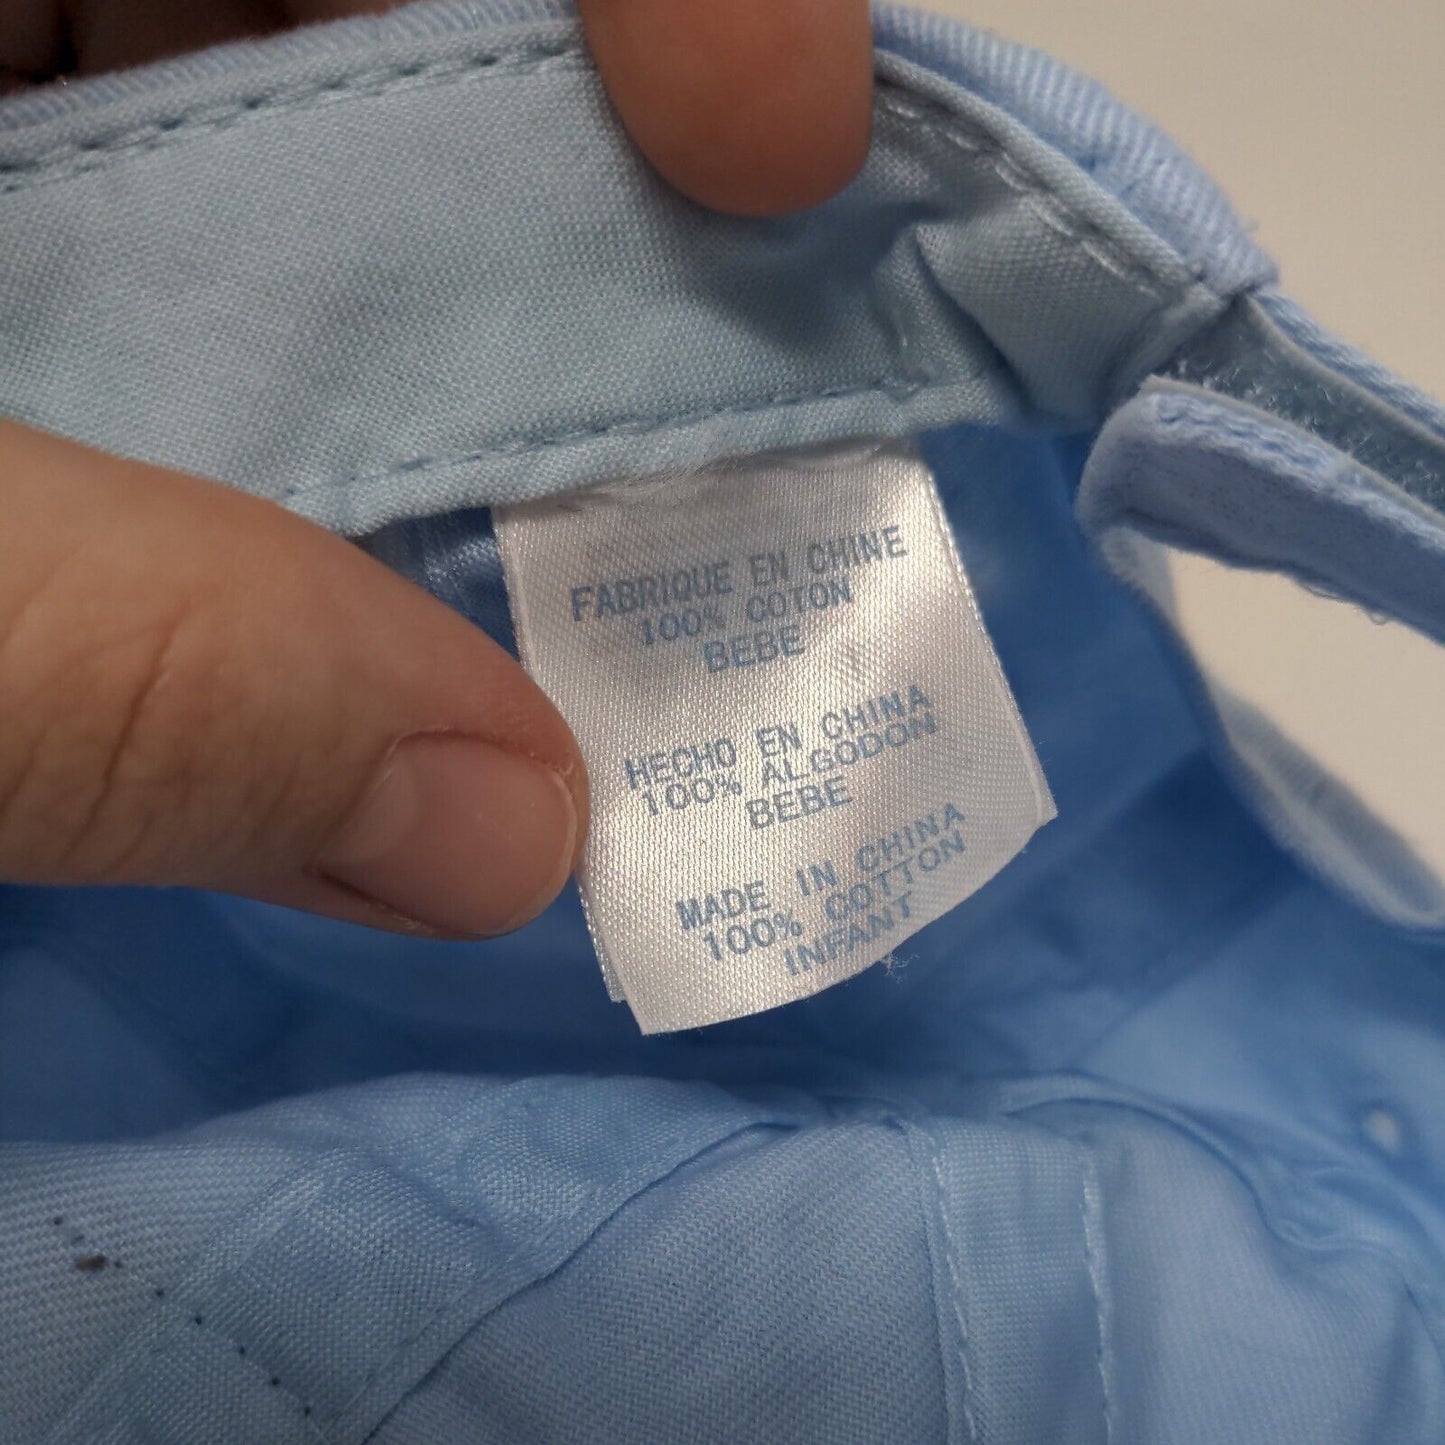 FABRIQUE EN CHINE
100% COTON
BEBE
HECHO EN CHINA
100% ALGODON
BEBE
MADE IN CHINA
100% COTTON
INFANT